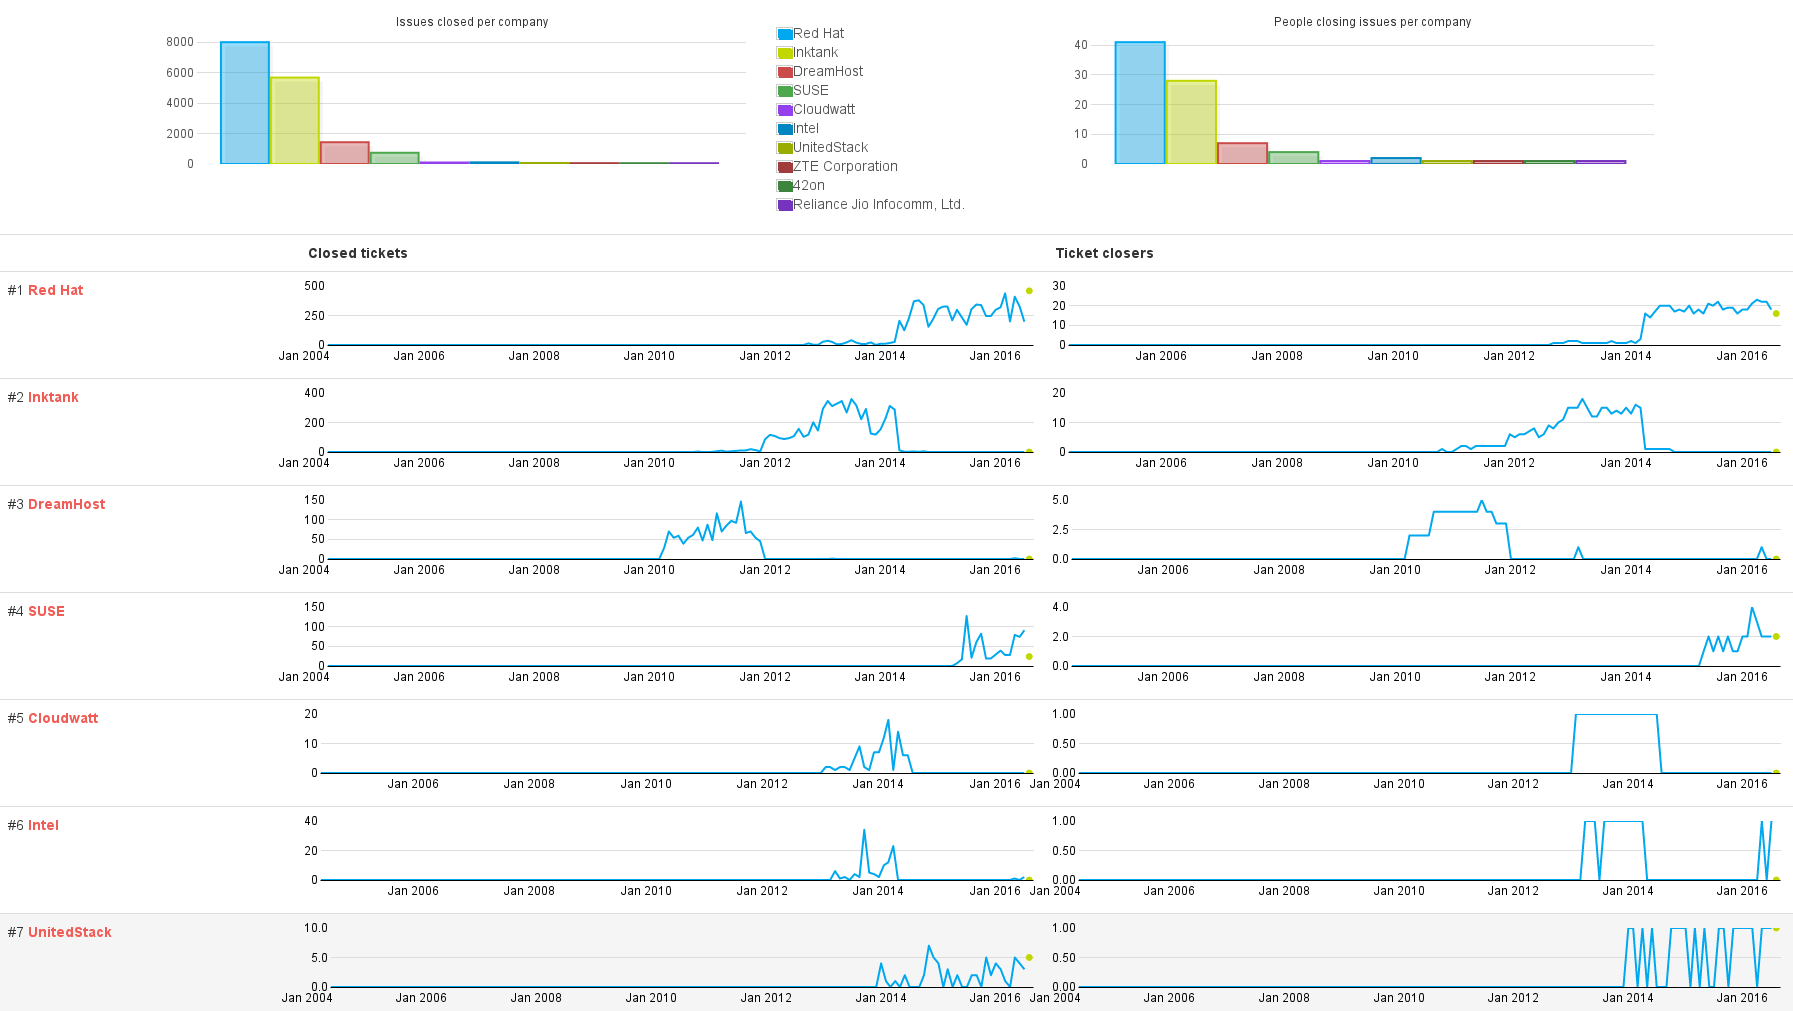 Issues closed per company
8000
6000
4000
2000
0
Red Hat
Inktank
DreamHost
SUSE
Cloudwatt
Intel
UnitedStack
ZTE Corporation
42on
Reliance Jio Infocomm, Ltd.
People closing issues per company
40
30
20
10
0
Closed tickets Ticket closers
#1 Red Hat
500
250
0
Jan 2004 Jan 2006 Jan 2008 Jan 2010 Jan 2012 Jan 2014 Jan 2016
30
20
10
0
Jan 2006 Jan 2008 Jan 2010 Jan 2012 Jan 2014 Jan 2016
#2 Inktank
400
200
0
Jan 2004 Jan 2006 Jan 2008 Jan 2010 Jan 2012 Jan 2014 Jan 2016
20
10
0
Jan 2006 Jan 2008 Jan 2010 Jan 2012 Jan 2014 Jan 2016
#3 DreamHost
150
100
50
0
Jan 2004 Jan 2006 Jan 2008 Jan 2010 Jan 2012 Jan 2014 Jan 2016
5.0
2.5
0.0
Jan 2006 Jan 2008 Jan 2010 Jan 2012 Jan 2014 Jan 2016
#4 SUSE
150
100
50
0
Jan 2004 Jan 2006 Jan 2008 Jan 2010 Jan 2012 Jan 2014 Jan 2016
4.0
2.0
0.0
Jan 2006 Jan 2008 Jan 2010 Jan 2012 Jan 2014 Jan 2016
#5 Cloudwatt
20
10
0
Jan 2006 Jan 2008 Jan 2010 Jan 2012 Jan 2014 Jan 2016
1.00
0.50
0.00
Jan 2004 Jan 2006 Jan 2008 Jan 2010 Jan 2012 Jan 2014 Jan 2016
#6 Intel
40
20
0
Jan 2006 Jan 2008 Jan 2010 Jan 2012 Jan 2014 Jan 2016
1.00
0.50
0.00
Jan 2004 Jan 2006 Jan 2008 Jan 2010 Jan 2012 Jan 2014 Jan 2016
#7 UnitedStack
10.0
5.0
0.0
Jan 2004 Jan 2006 Jan 2008 Jan 2010 Jan 2012 Jan 2014 Jan 2016
1.00
0.50
0.00
Jan 2004 Jan 2006 Jan 2008 Jan 2010 Jan 2012 Jan 2014 Jan 2016